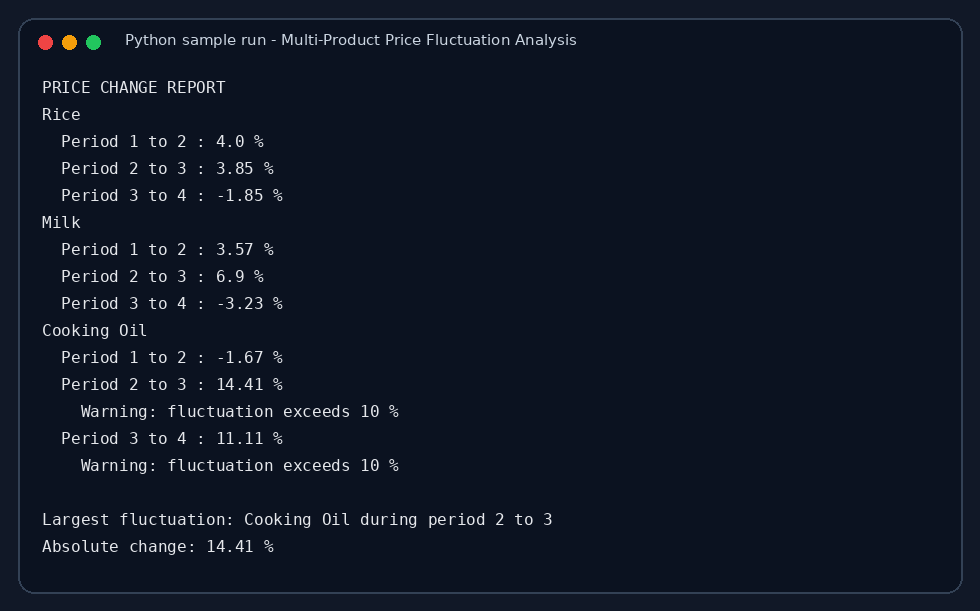 Python sample run - Multi-Product Price Fluctuation Analysis
PRICE CHANGE REPORT
Rice
  Period 1 to 2 : 4.0 %
  Period 2 to 3 : 3.85 %
  Period 3 to 4 : -1.85 %
Milk
  Period 1 to 2 : 3.57 %
  Period 2 to 3 : 6.9 %
  Period 3 to 4 : -3.23 %
Cooking Oil
  Period 1 to 2 : -1.67 %
  Period 2 to 3 : 14.41 %
    Warning: fluctuation exceeds 10 %
  Period 3 to 4 : 11.11 %
    Warning: fluctuation exceeds 10 %
Largest fluctuation: Cooking Oil during period 2 to 3
Absolute change: 14.41 %